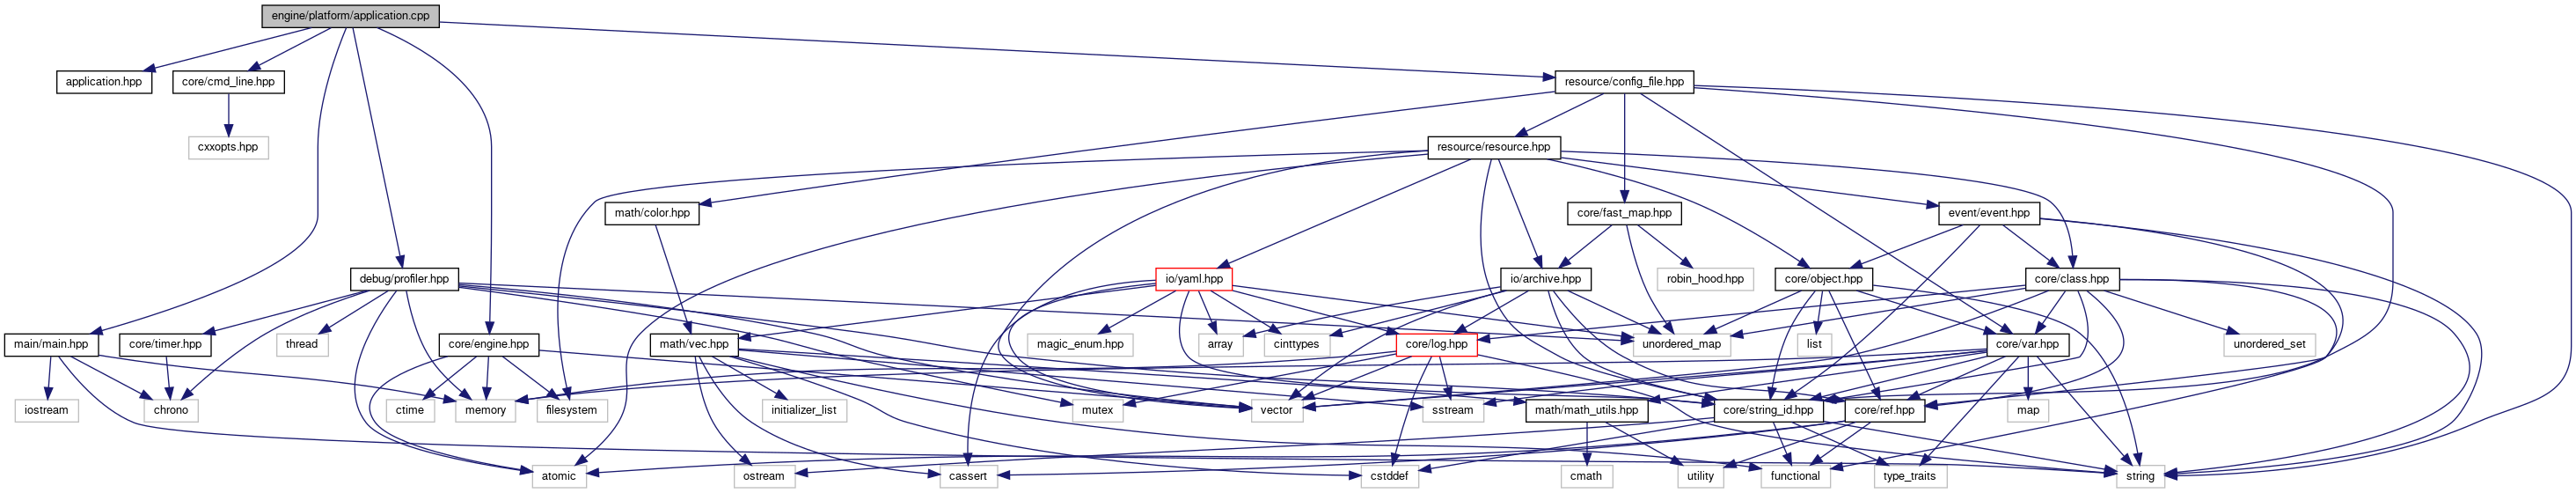 engine/platform/application.cpp
application.hpp
core/cmd_line.hpp
resource/config_file.hpp
cxxopts.hpp
resource/resource.hpp
math/color.hpp
core/fast_map.hpp
event/event.hpp
debug/profiler.hpp
io/yaml.hpp
io/archive.hpp
robin_hood.hpp
core/object.hpp
core/class.hpp
main/main.hpp
core/timer.hpp
thread
core/engine.hpp
math/vec.hpp
magic_enum.hpp
array
cinttypes
core/log.hpp
unordered_map
list
core/var.hpp
unordered_set
iostream
chrono
ctime
memory
filesystem
initializer_list
mutex
vector
sstream
math/math_utils.hpp
core/string_id.hpp
core/ref.hpp
map
atomic
ostream
cassert
cstddef
cmath
utility
functional
type_traits
string